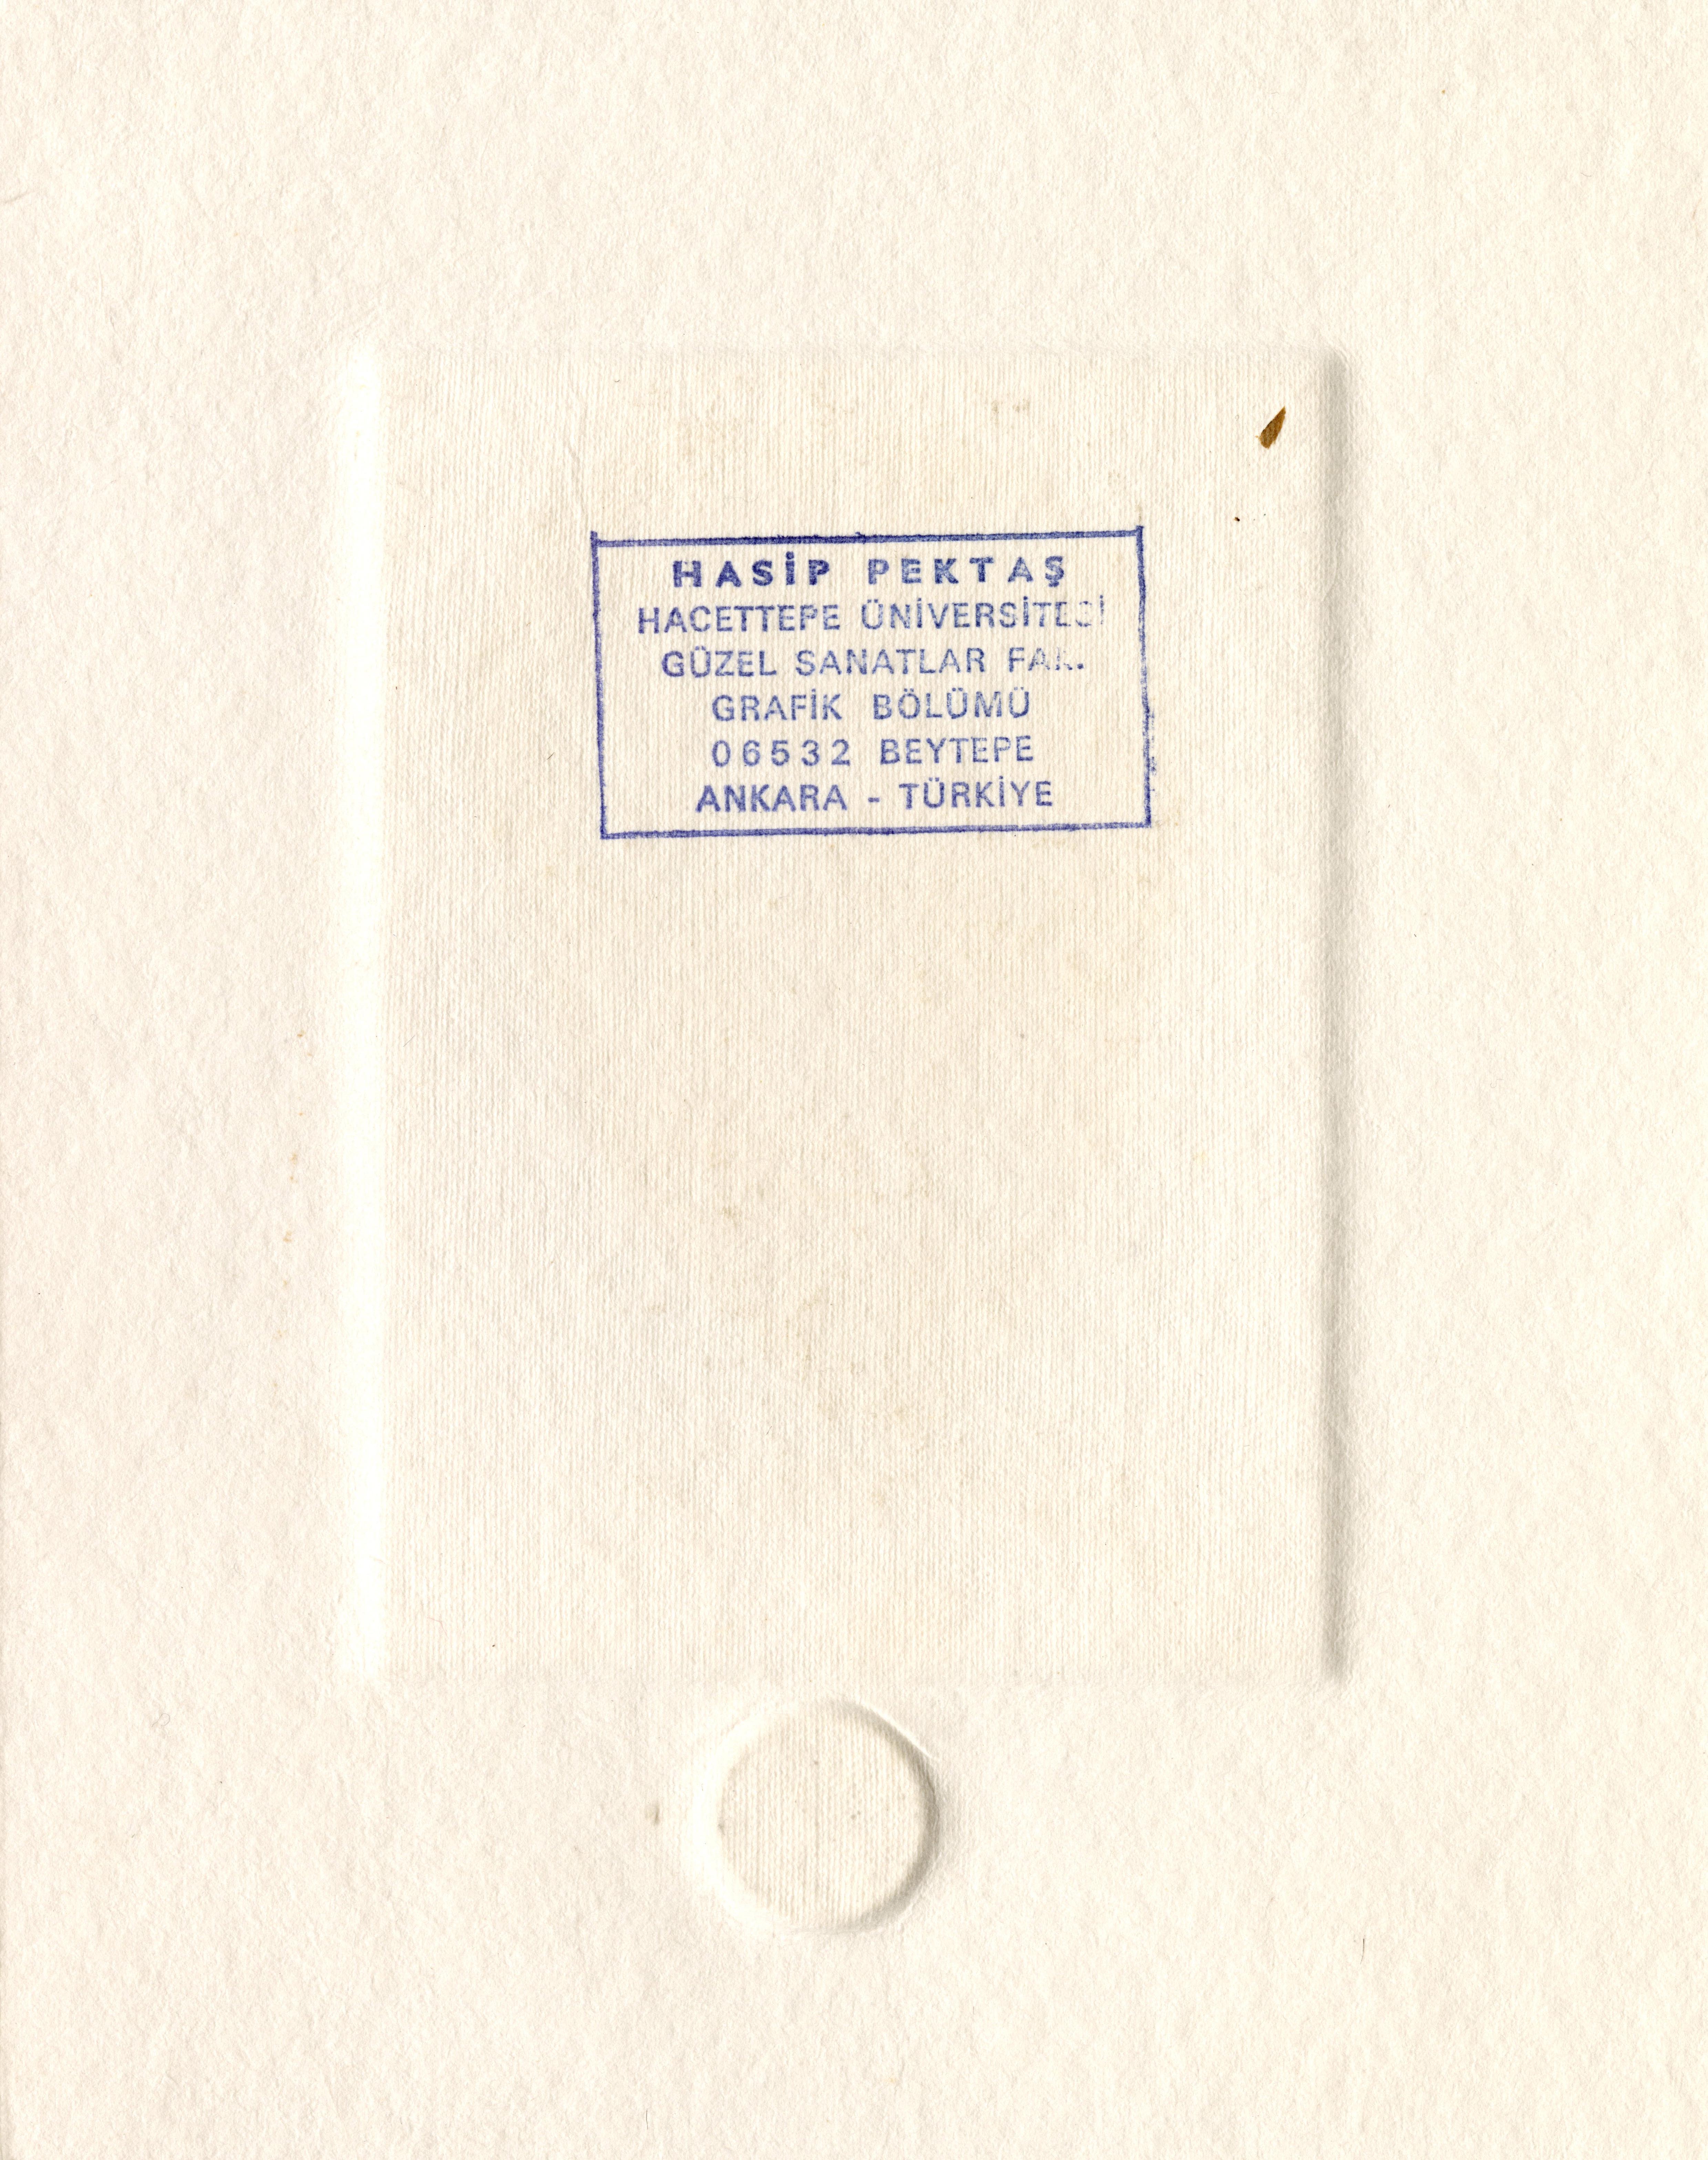 HASİP PEKTAŞ
HACETTEPE ÜNİVERSİTESİ
GÜZEL SANATLAR FAK.
GRAFİK BÖLÜMÜ
06532 BEYTEPE
ANKARA - TÜRKİYE